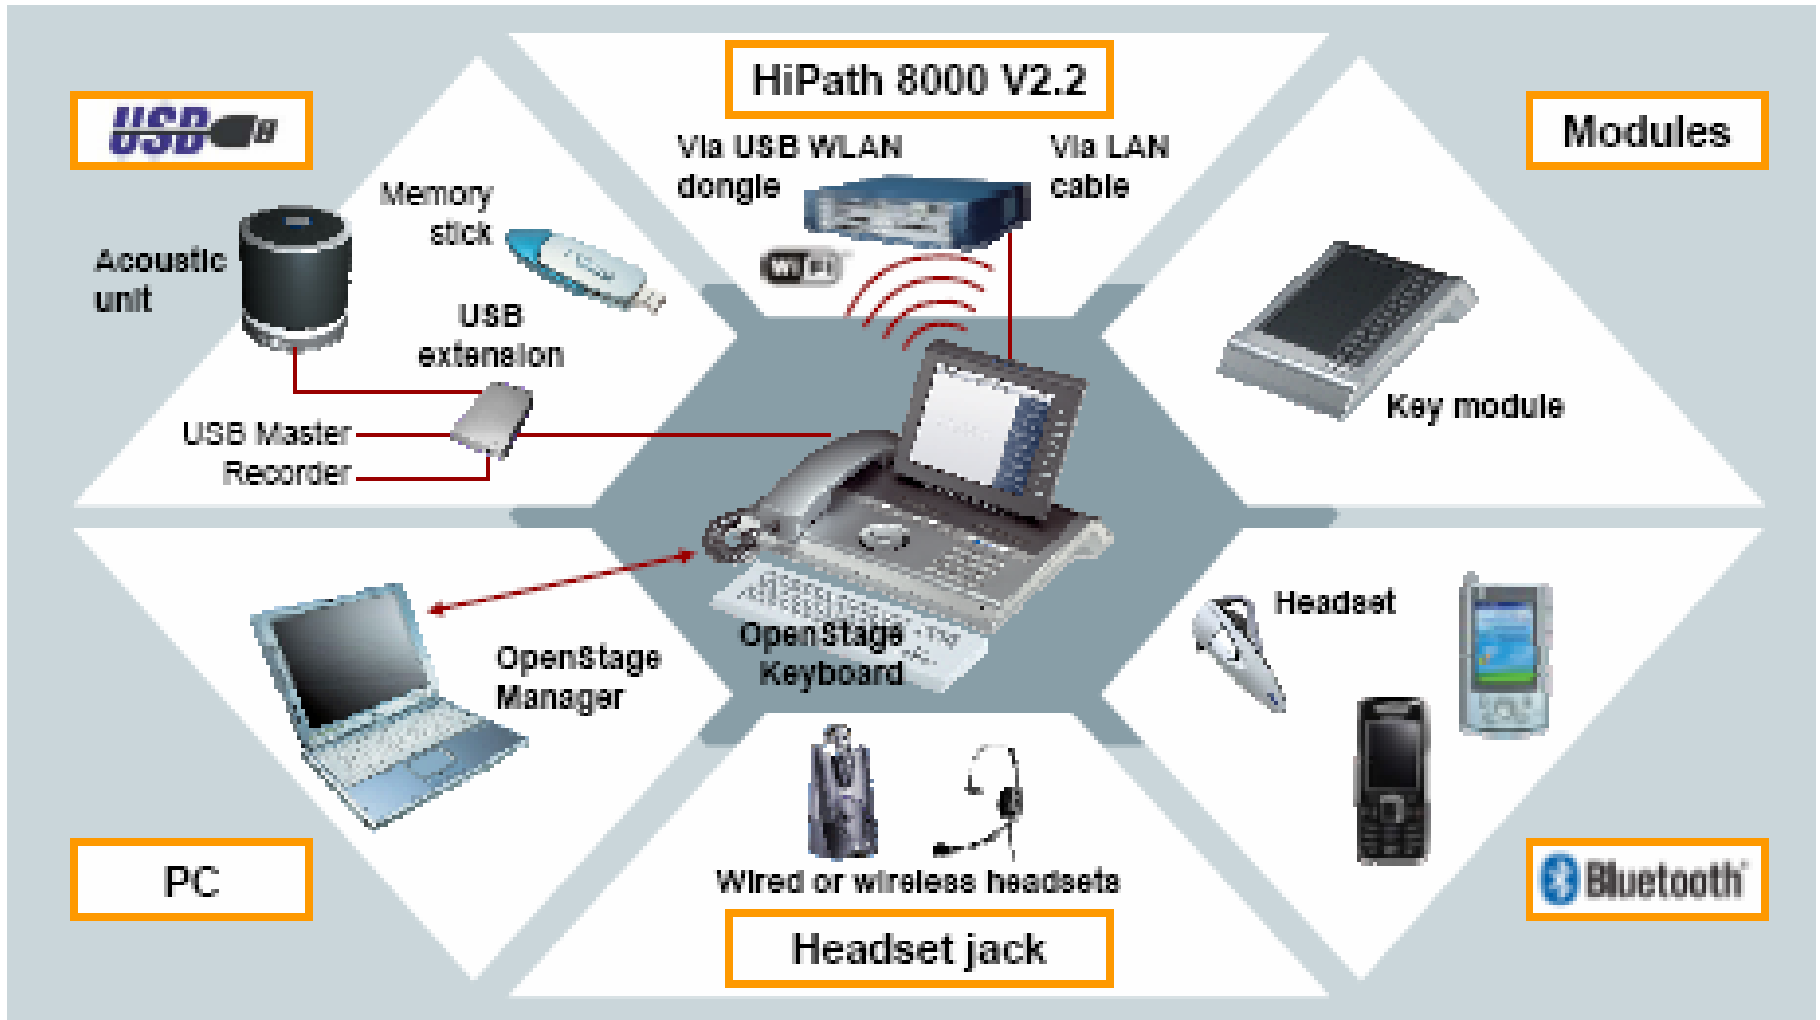 HiPath 8000 V2.2
USB
Modules
Via USB WLAN
dongle
Via LAN
cable
WiFi
Memory
stick
Acoustic
unit
USB
extension
USB Master
Recorder
Key module
Headset
OpenStage
Manager
OpenStage
Keyboard
PC
Wired or wireless headsets
Headset jack
Bluetooth